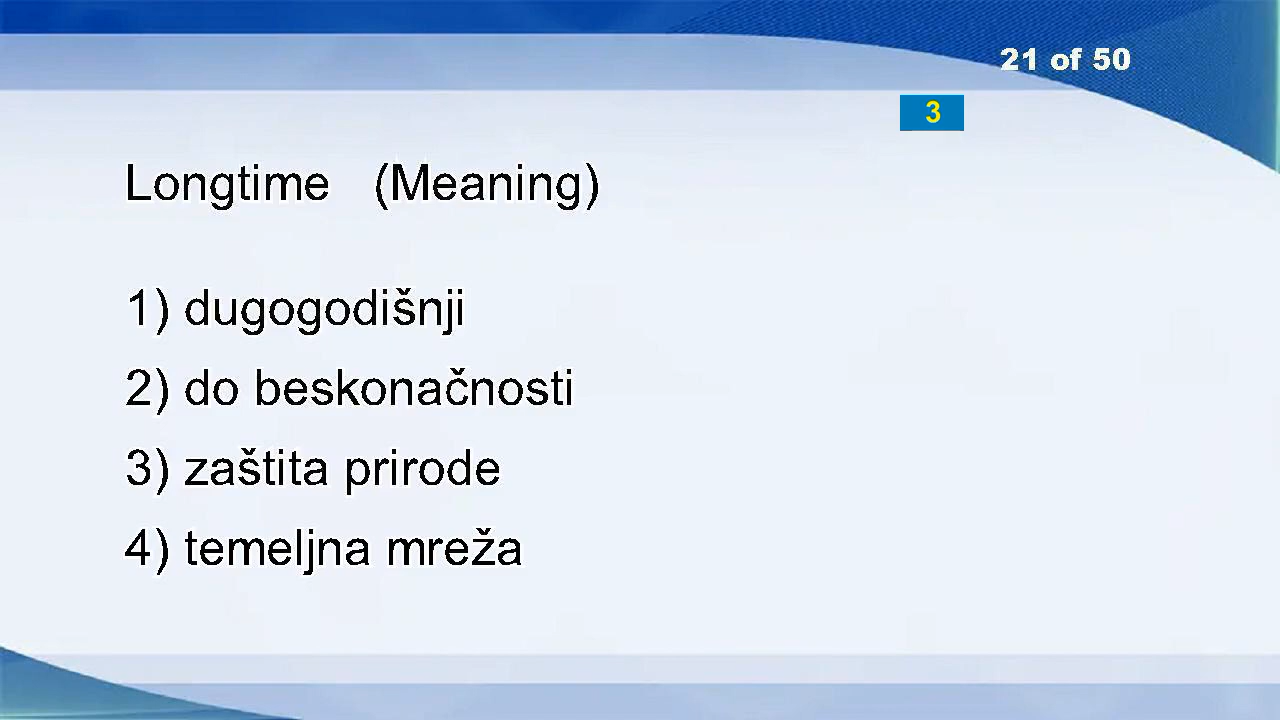 21 of 50
3
Longtime (Meaning)
1) dugogodišnji
2) do beskonačnosti
3) zaštita prirode
4) temeljna mreža